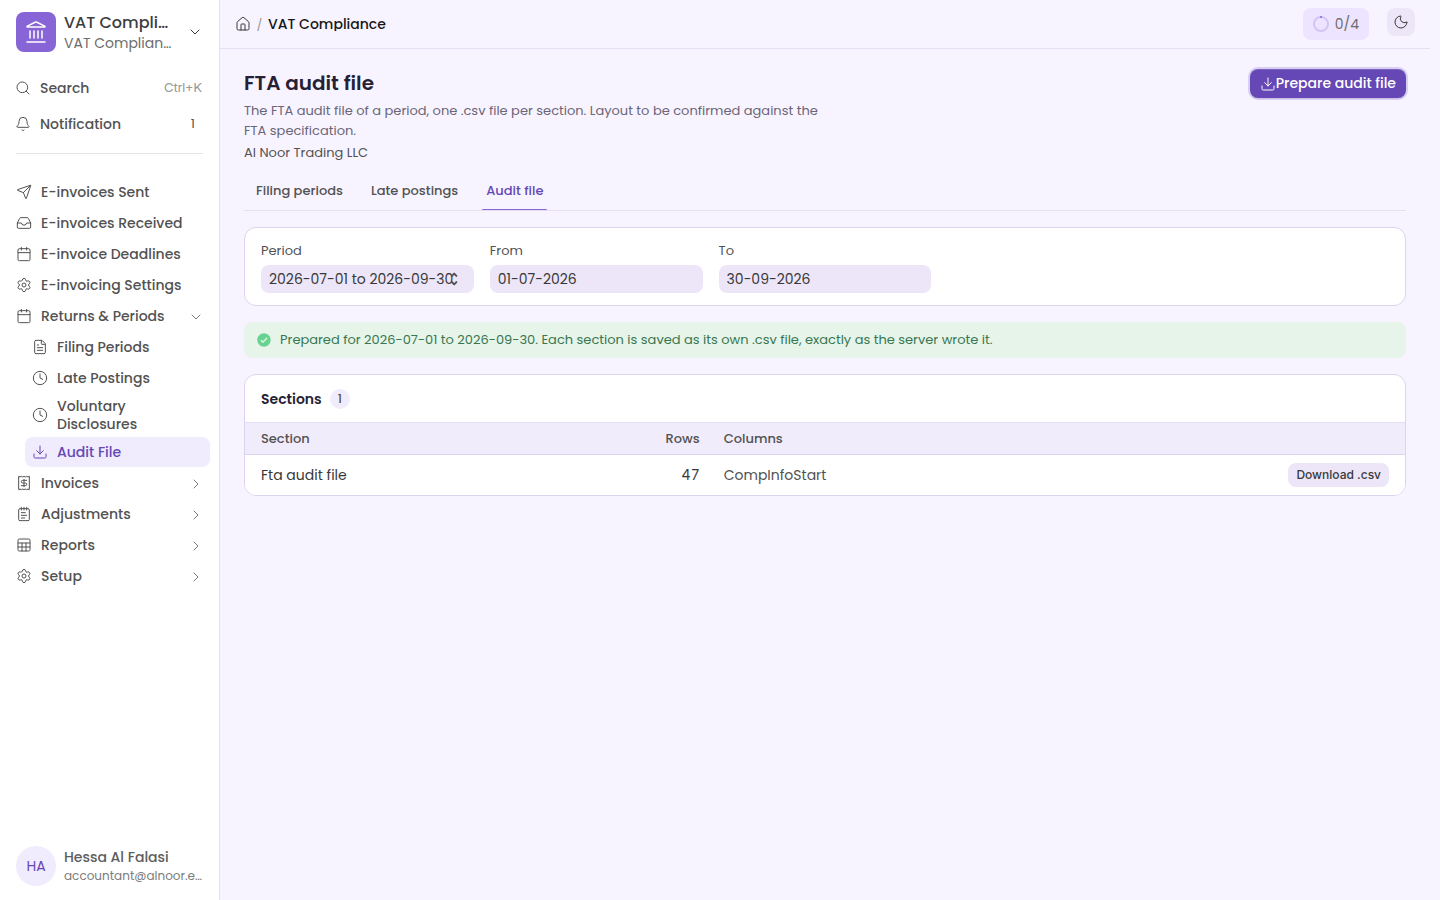 VAT Compli...
VAT Complian...
Search
Ctrl+K
Notification
1
E-invoices Sent
E-invoices Received
E-invoice Deadlines
E-invoicing Settings
Returns & Periods
Filing Periods
Late Postings
Voluntary
Disclosures
Audit File
Invoices
Adjustments
Reports
Setup
HA
Hessa Al Falasi
accountant@alnoor.e...
/ VAT Compliance
0/4
FTA audit file
Prepare audit file
The FTA audit file of a period, one .csv file per section. Layout to be confirmed against the
FTA specification.
Al Noor Trading LLC
Filing periods
Late postings
Audit file
Period
From
To
2026-07-01 to 2026-09-30
01-07-2026
30-09-2026
Prepared for 2026-07-01 to 2026-09-30. Each section is saved as its own .csv file, exactly as the server wrote it.
Sections 1
Section
Rows
Columns
Fta audit file
47
CompInfoStart
Download .csv